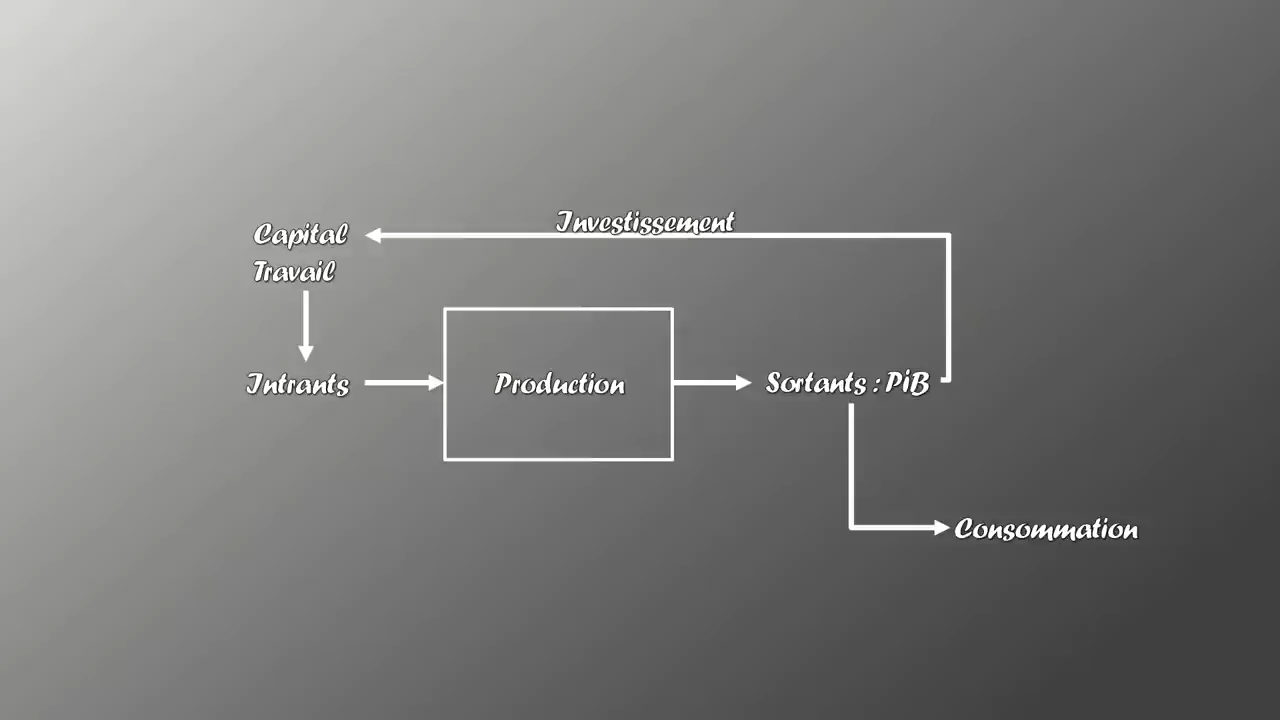 Investissement
Capital
Travail
Intrants
Production
Sortants : PiB
Consommation